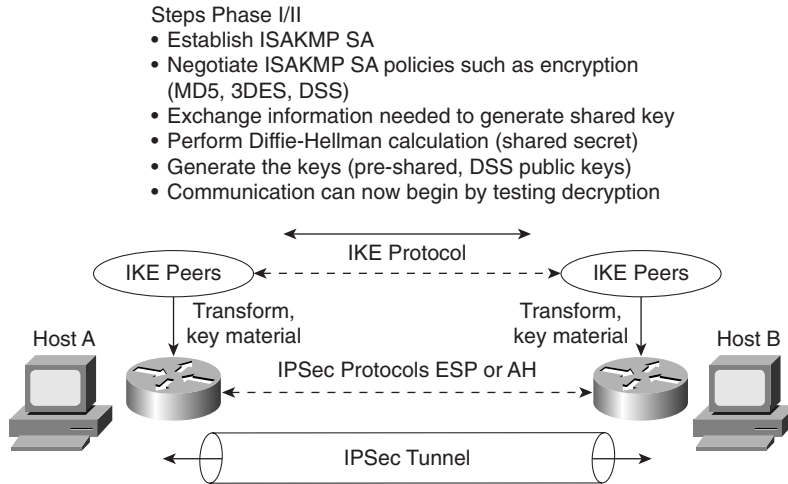 Steps Phase I/II
• Establish ISAKMP SA
• Negotiate ISAKMP SA policies such as encryption
(MD5, 3DES, DSS)
• Exchange information needed to generate shared key
• Perform Diffie-Hellman calculation (shared secret)
• Generate the keys (pre-shared, DSS public keys)
• Communication can now begin by testing decryption
IKE Protocol
IKE Peers
IKE Peers
Transform,
key material
Transform,
key material
Host A
Host B
IPSec Protocols ESP or AH
IPSec Tunnel